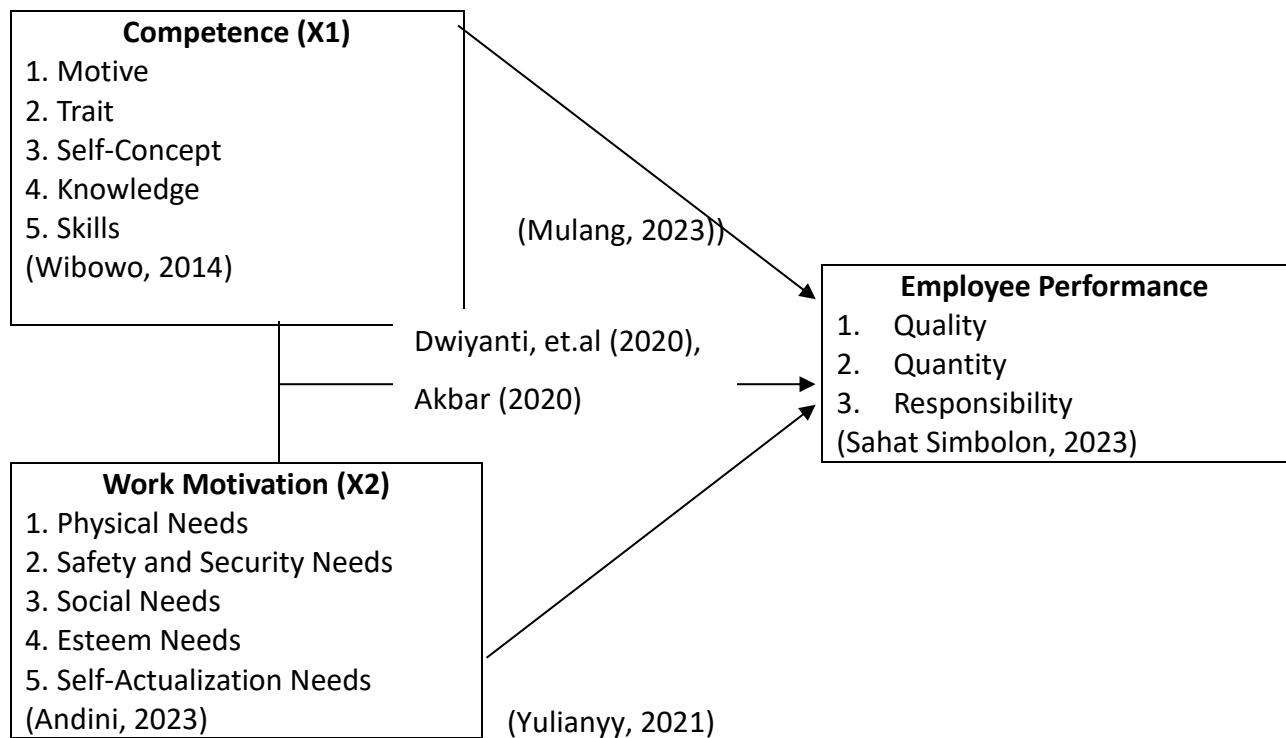 Competence (X1)
1. Motive
2. Trait
3. Self-Concept
4. Knowledge
5. Skills
(Wibowo, 2014)
(Mulang, 2023))
Dwiyanti, et.al (2020),
Akbar (2020)
Employee Performance
1. Quality
2. Quantity
3. Responsibility
(Sahat Simbolon, 2023)
Work Motivation (X2)
1. Physical Needs
2. Safety and Security Needs
3. Social Needs
4. Esteem Needs
5. Self-Actualization Needs
(Andini, 2023)
(Yulianyy, 2021)